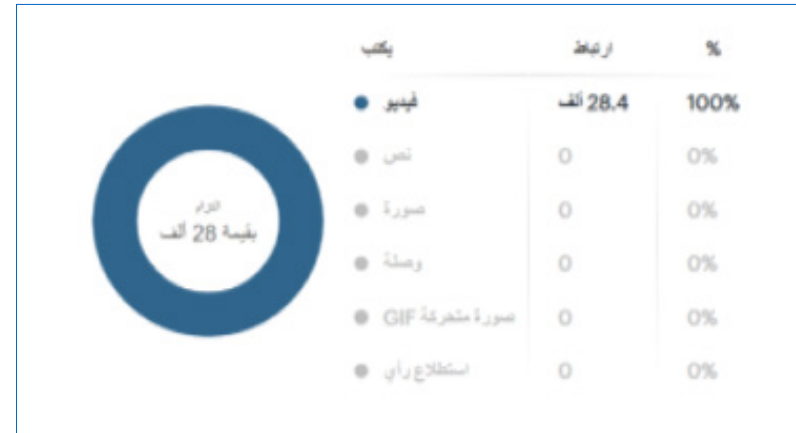 يكتب ارتباط %
فيديو 28.4 ألف 100%
نص 0 0%
صورة 0 0%
وصلة 0 0%
صورة متحركة GIF 0 0%
استطلاع رأي 0 0%
التزام
بقيمة 28 ألف